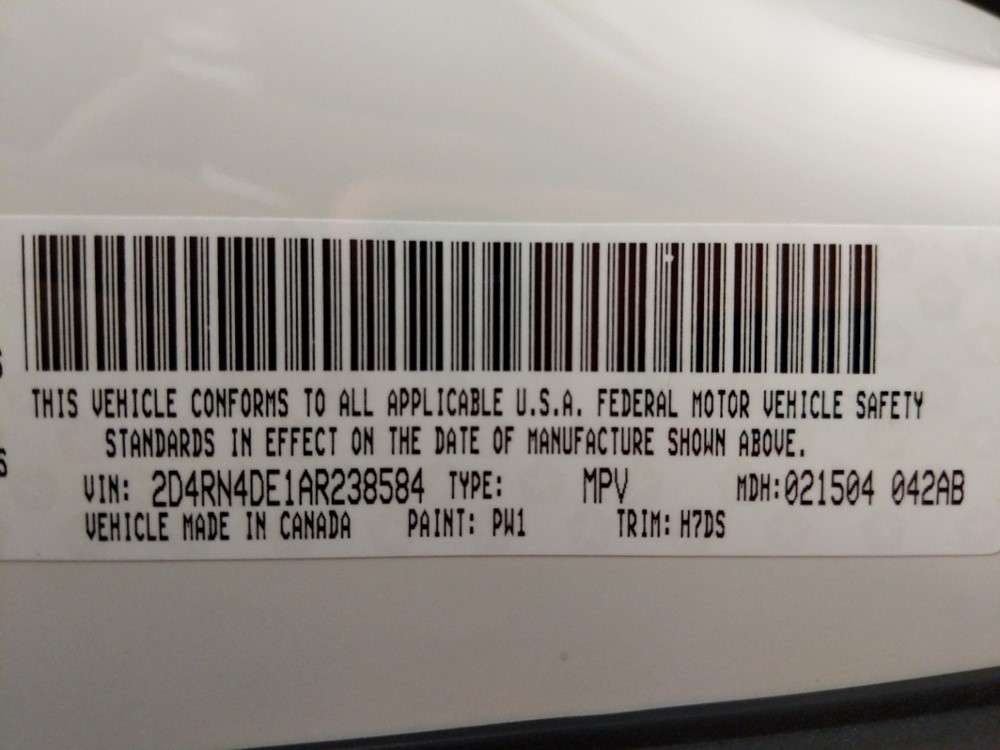 THIS VEHICLE CONFORMS TO ALL APPLICABLE U.S.A. FEDERAL MOTOR VEHICLE SAFETY
STANDARDS IN EFFECT ON THE DATE OF MANUFACTURE SHOWN ABOVE.
VIN: 2D4RN4DE1AR238584 TYPE: MPV MDH:021504 042AB
VEHICLE MADE IN CANADA PAINT: PW1 TRIM: H7DS